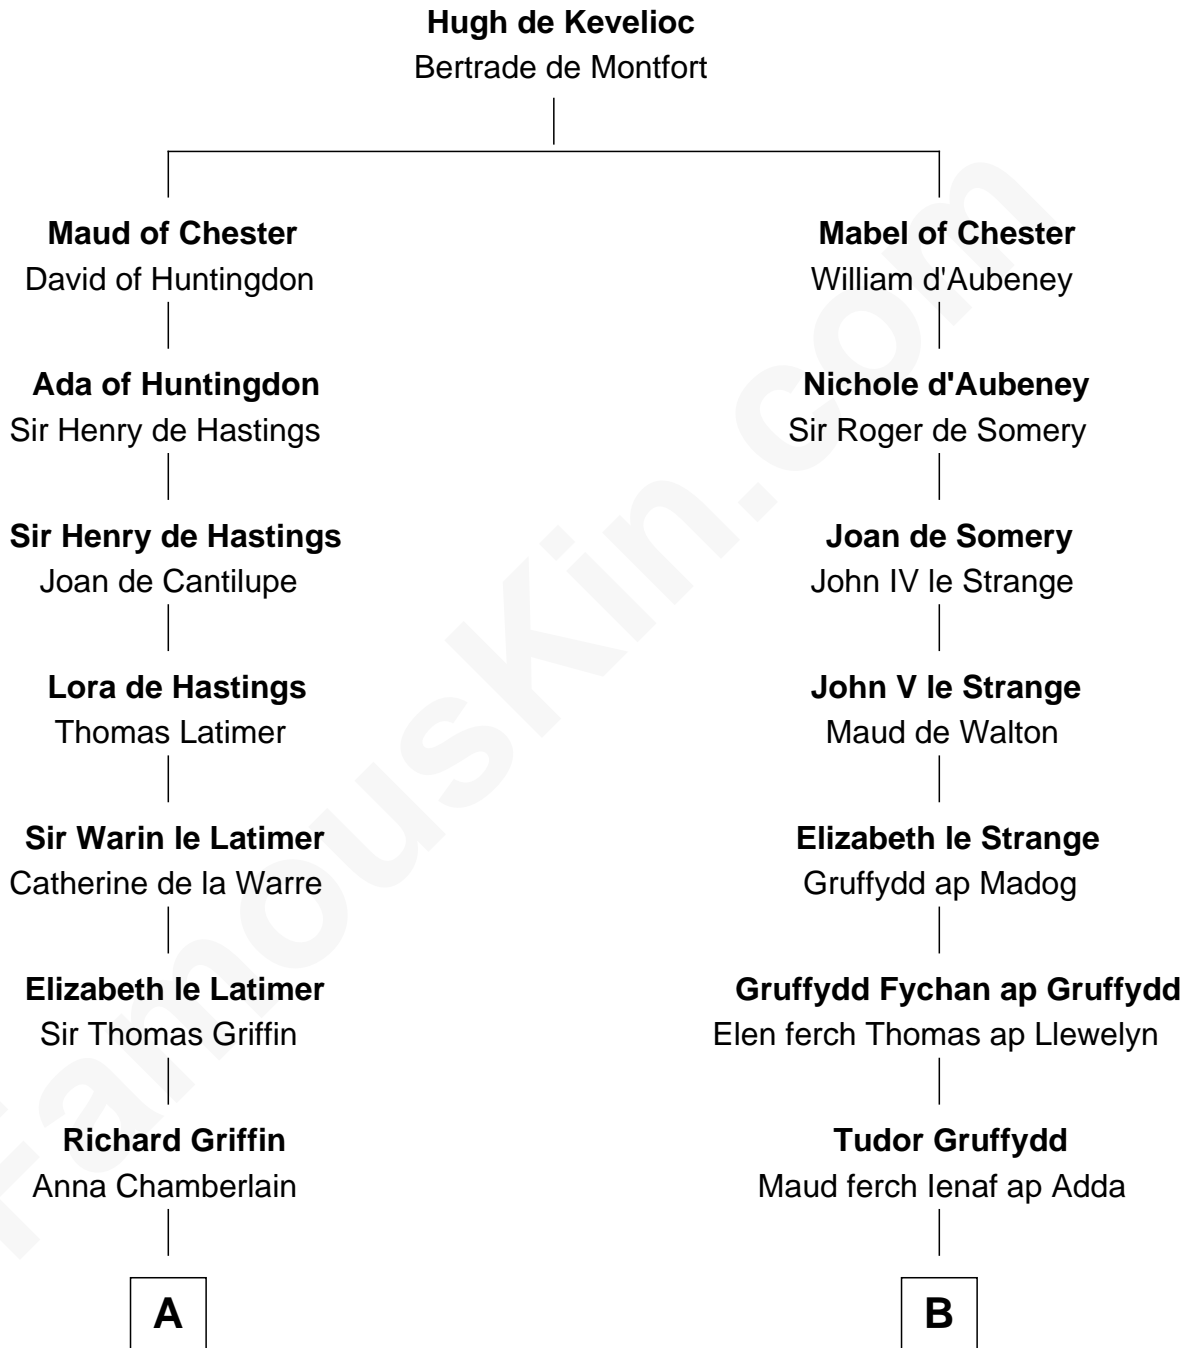 Hugh de Kevelioc
Bertrade de Montfort
Maud of Chester
David of Huntingdon
Mabel of Chester
William d'Aubeney
Ada of Huntingdon
Sir Henry de Hastings
Nichole d'Aubeney
Sir Roger de Somery
Sir Henry de Hastings
Joan de Cantilupe
Joan de Somery
John IV le Strange
Lora de Hastings
Thomas Latimer
John V le Strange
Maud de Walton
Sir Warin le Latimer
Catherine de la Warre
Elizabeth le Strange
Gruffydd ap Madog
Elizabeth le Latimer
Sir Thomas Griffin
Gruffydd Fychan ap Gruffydd
Elen ferch Thomas ap Llewelyn
Richard Griffin
Anna Chamberlain
Tudor Gruffydd
Maud ferch Ienaf ap Adda
A
B
FamousKin.com